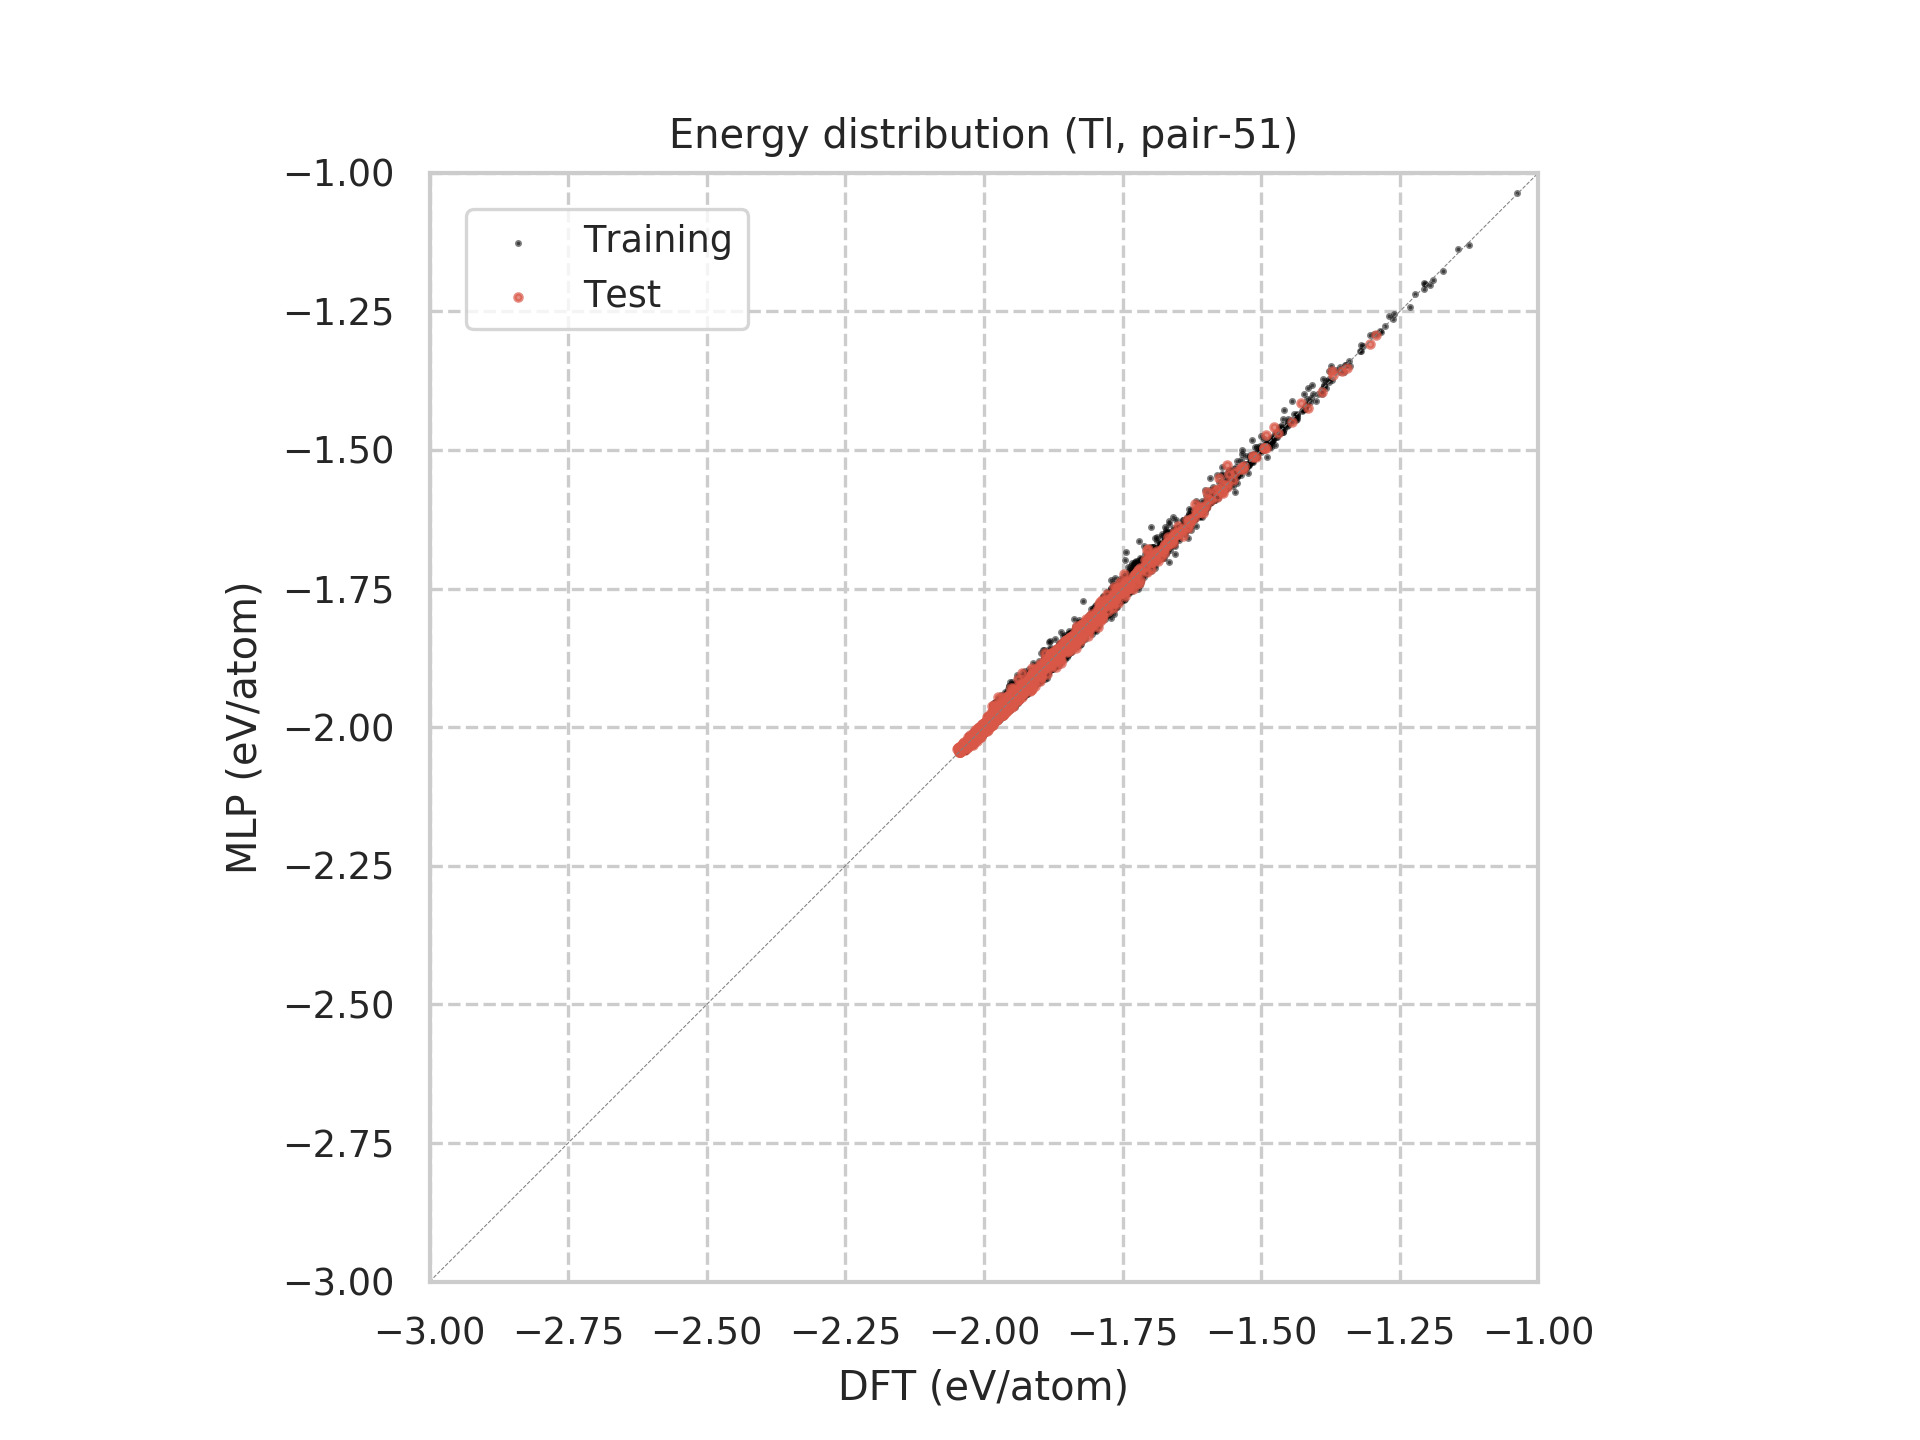 Energy distribution (Tl, pair-51)
Training
Test
−1.00
−1.25
−1.50
−1.75
−2.00
−2.25
−2.50
−2.75
−3.00
MLP (eV/atom)
−3.00 −2.75 −2.50 −2.25 −2.00 −1.75 −1.50 −1.25 −1.00
DFT (eV/atom)